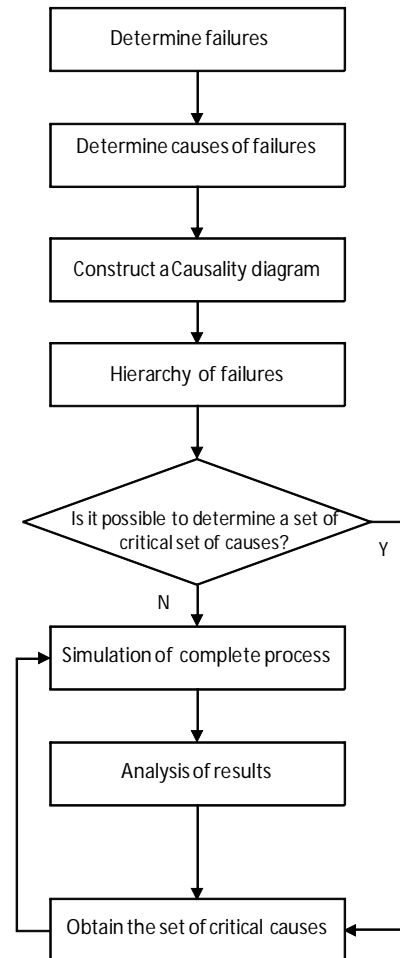 Determine failures
Determine causes of failures
Construct a Causality diagram
Hierarchy of failures
Is it possible to determine a set of
critical set of causes?
Y
N
Simulation of complete process
Analysis of results
Obtain the set of critical causes